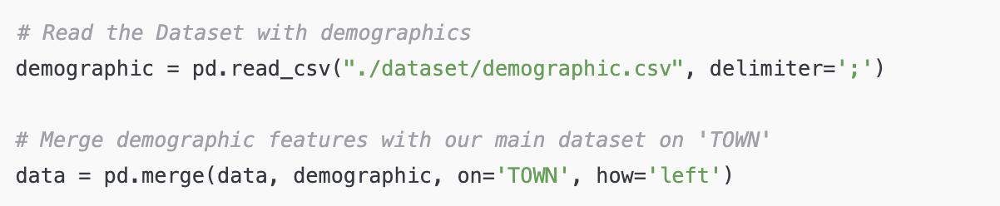 # Read the Dataset with demographics
demographic = pd.read_csv("./dataset/demographic.csv", delimiter=';')
# Merge demographic features with our main dataset on 'TOWN'
data = pd.merge(data, demographic, on='TOWN', how='left')